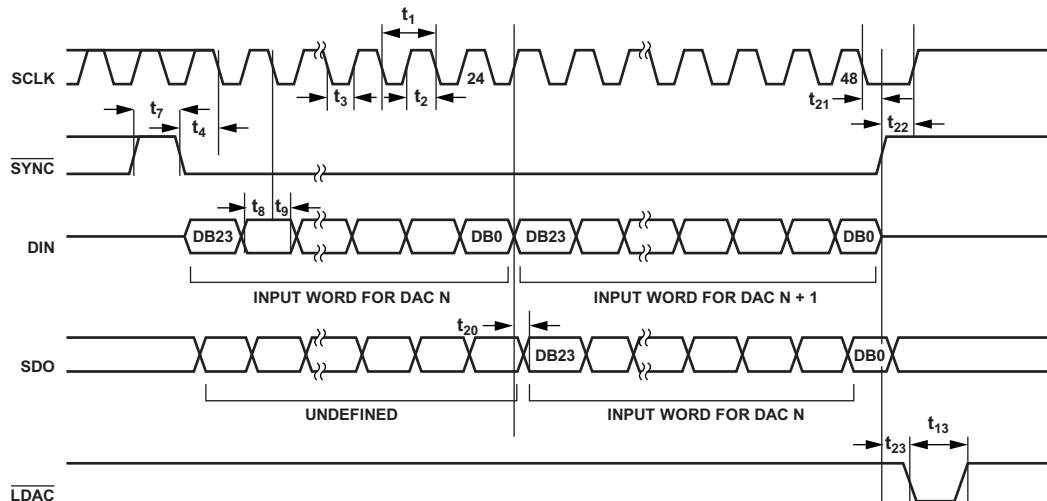 t1
SCLK
t3
t2
24
48
t21
t7
t4
t22
SYNC
t8
t9
DIN
DB23
DB0
DB23
DB0
INPUT WORD FOR DAC N
INPUT WORD FOR DAC N + 1
t20
SDO
DB23
DB0
UNDEFINED
INPUT WORD FOR DAC N
t23
t13
LDAC